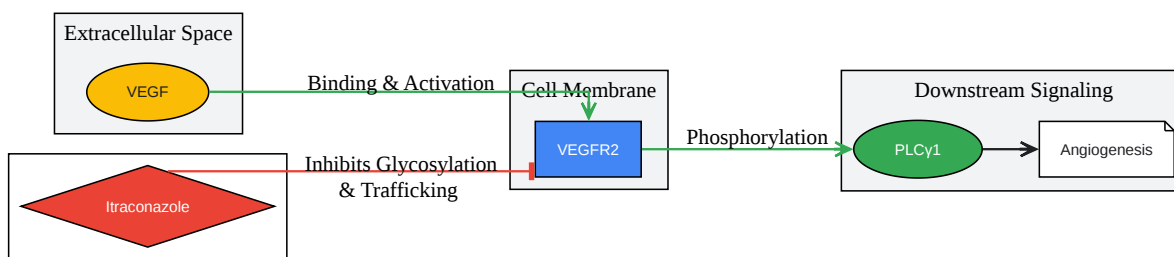 Extracellular Space
VEGF
Binding & Activation
Cell Membrane
VEGFR2
Phosphorylation
Downstream Signaling
PLCγ1
Angiogenesis
Inhibits Glycosylation
& Trafficking
Itraconazole